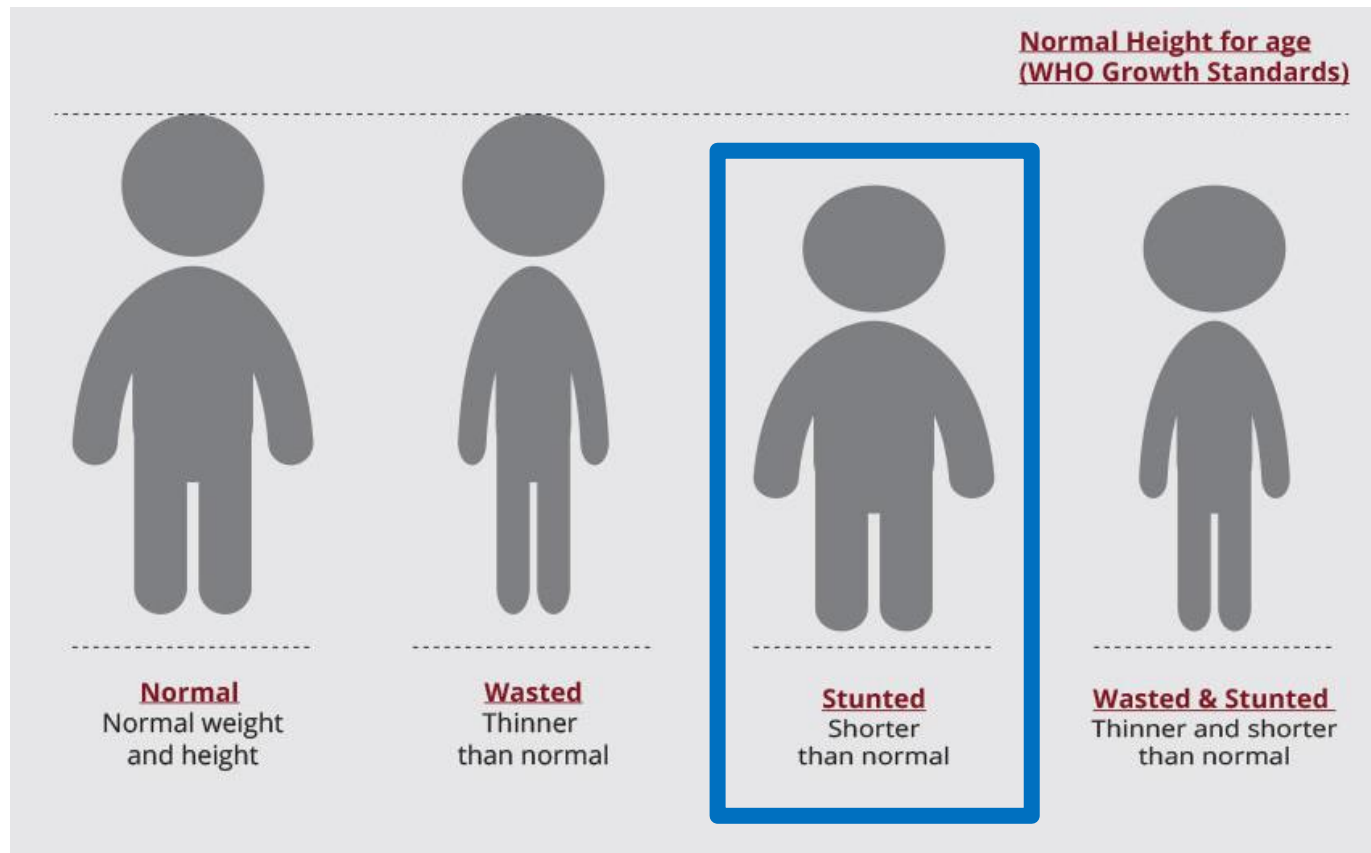 Normal Height for age
(WHO Growth Standards)
Normal
Normal weight
and height
Wasted
Thinner
than normal
Stunted
Shorter
than normal
Wasted & Stunted
Thinner and shorter
than normal